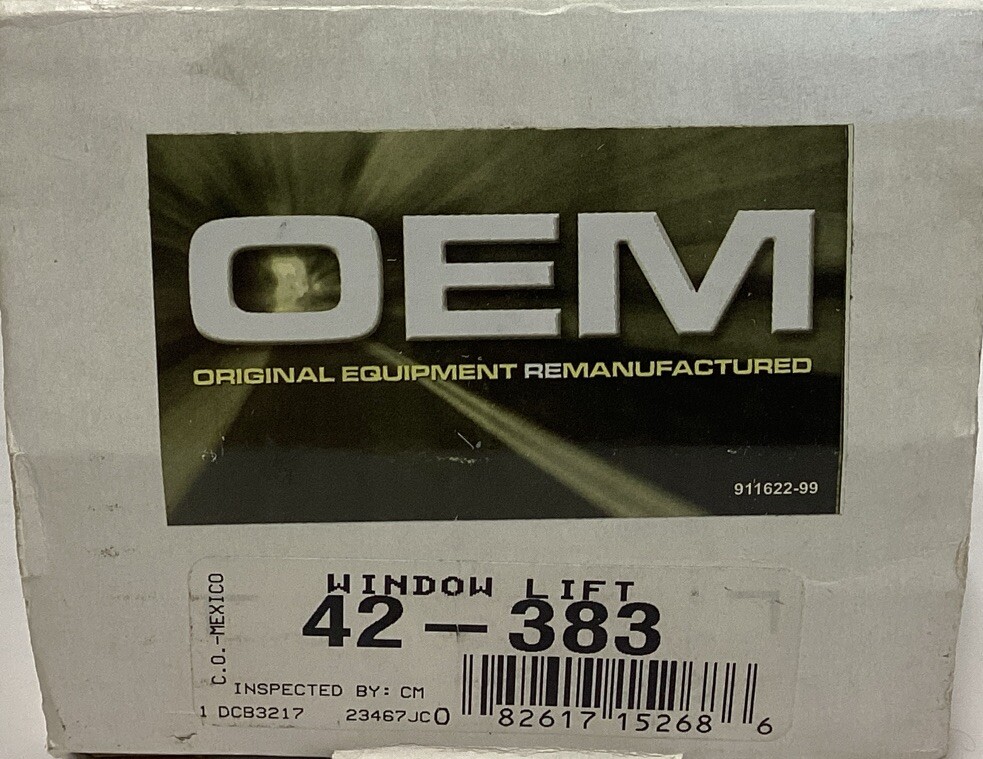 OEM
ORIGINAL EQUIPMENT REMANUFACTURED
911622-99
WINDOW LIFT
42-383
C.O.-MEXICO
INSPECTED BY: CM
1 DCB3217 23467JC
0 82617 15268 6